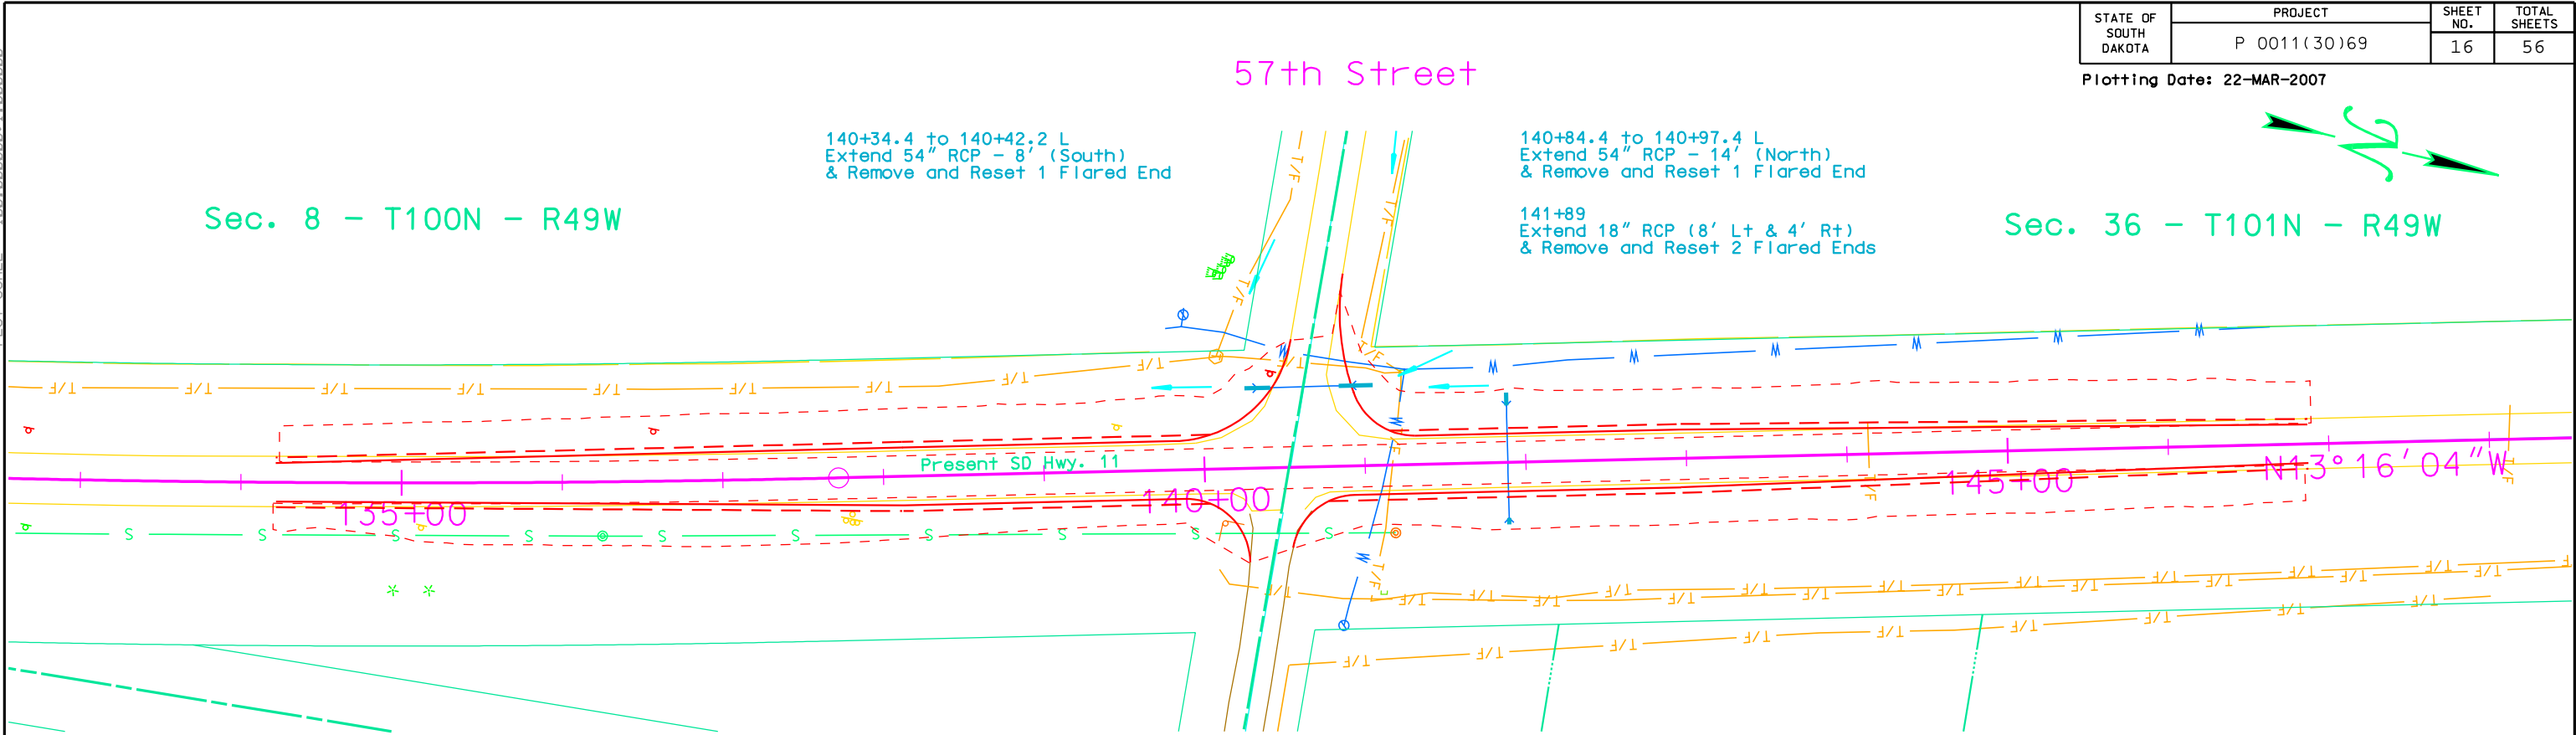 STATE OF
SOUTH
DAKOTA
PROJECT
P 0011(30)69
SHEET
NO.
16
TOTAL
SHEETS
56
Plotting Date: 22-MAR-2007
57th Street
140+34.4 to 140+42.2 L
Extend 54" RCP - 8' (South)
& Remove and Reset 1 Flared End
140+84.4 to 140+97.4 L
Extend 54" RCP - 14' (North)
& Remove and Reset 1 Flared End
141+89
Extend 18" RCP (8' Lt & 4' Rt)
& Remove and Reset 2 Flared Ends
Sec. 8 - T100N - R49W
Sec. 36 - T101N - R49W
N
Present SD Hwy. 11
135+00
140+00
145+00
N13°16'04"W